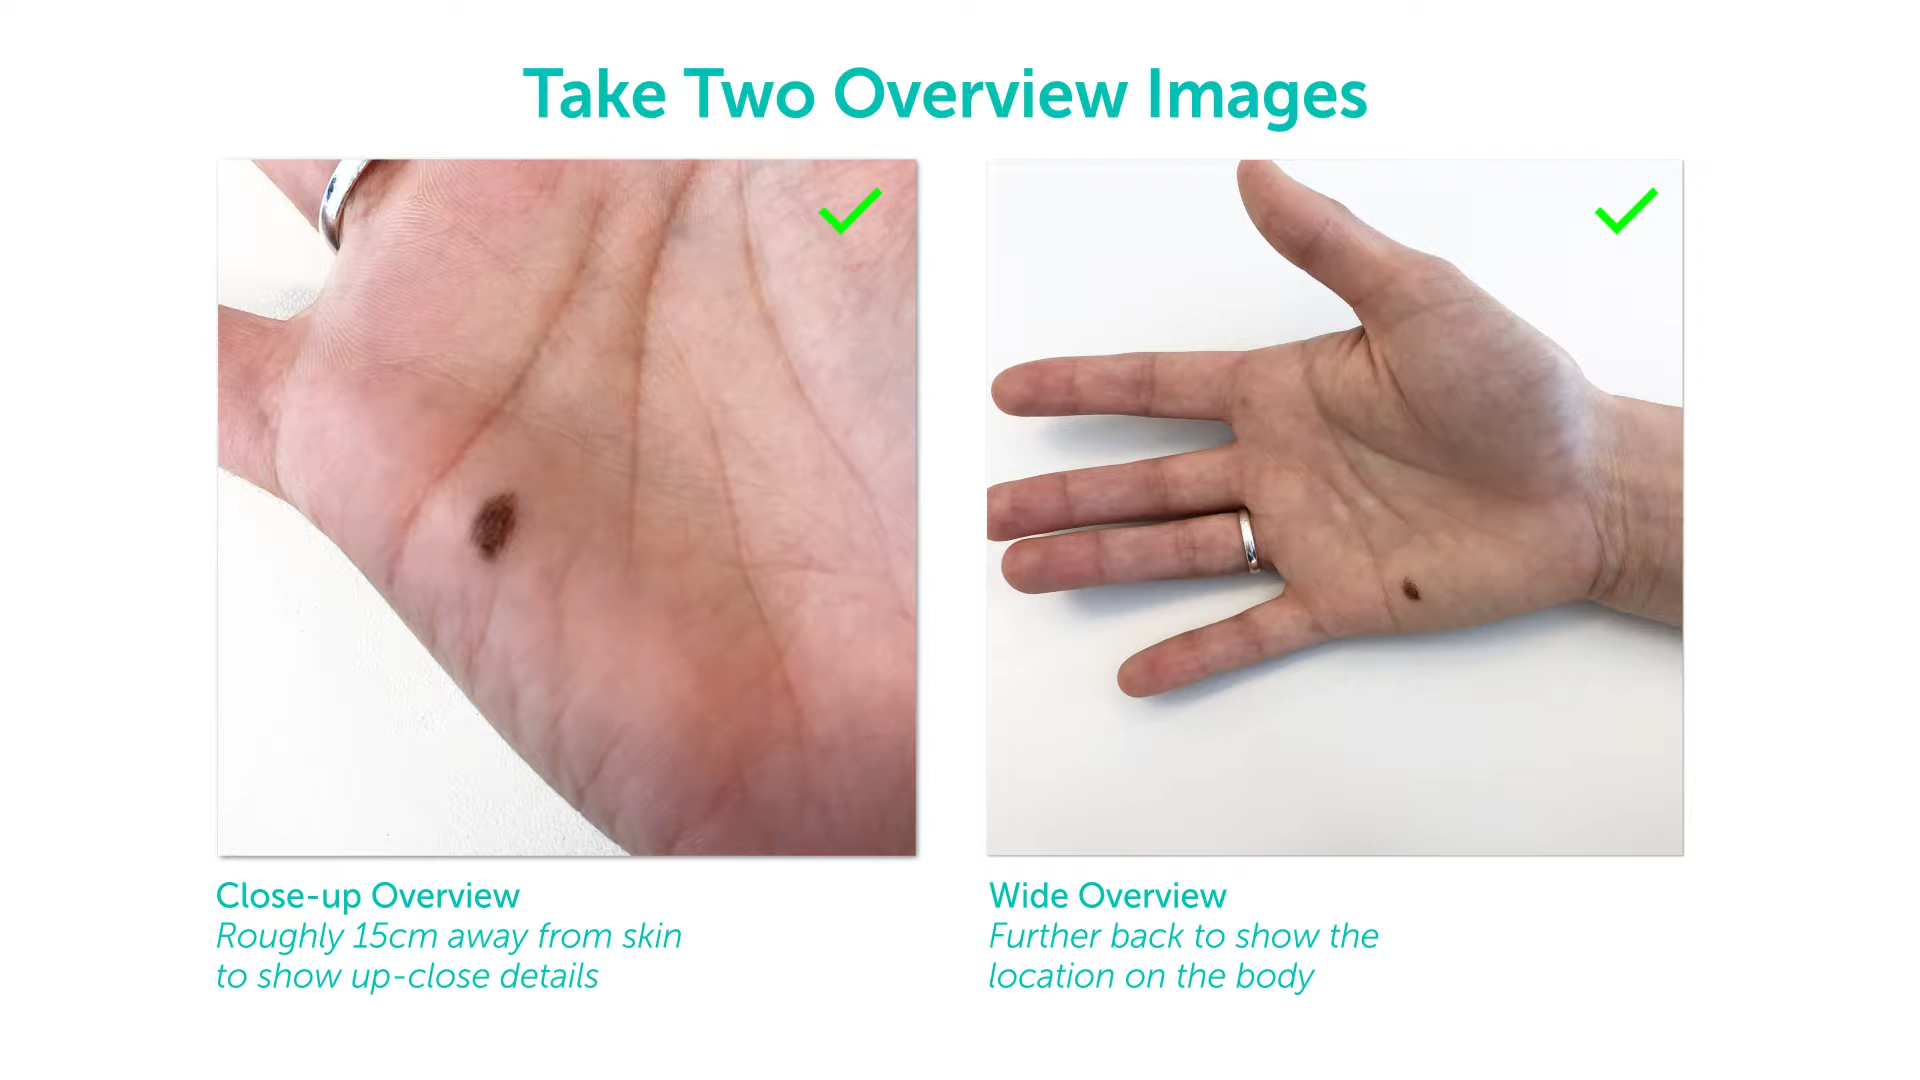 Take Two Overview Images
Close-up Overview
Roughly 15cm away from skin
to show up-close details
Wide Overview
Further back to show the
location on the body